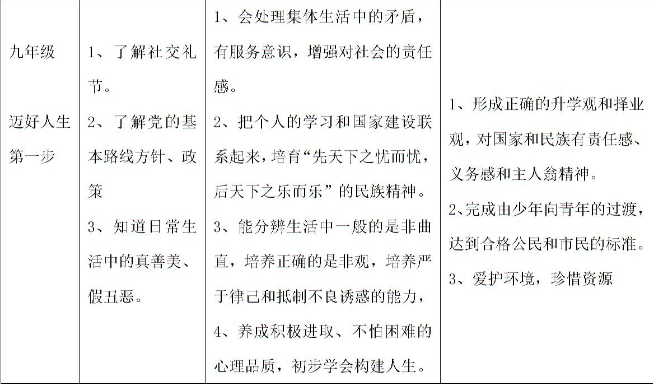 九年级
迈好人生
第一步
1、了解社交礼
节。
2、了解党的基
本路线方针、政
策
3、知道日常生
活中的真善美、
假五恶。
1、会处理集体生活中的矛盾，
有服务意识，增强对社会的责任
感。
2、把个人的学习和国家建设联
系起来，培育“先天下之忧而忧，
后天下之乐而乐”的民族精神。
3、能分辨生活中一般的是非曲
直，培养正确的是非观，培养严
于律己和抵制不良诱惑的能力，
4、养成积极进取、不怕困难的
心理品质，初步学会构建人生。
1、形成正确的升学观和择业
观，对国家和民族有责任感、
义务感和主人翁精神。
2、完成由少年向青年的过渡，
达到合格公民和市民的标准。
3、爱护环境，珍惜资源